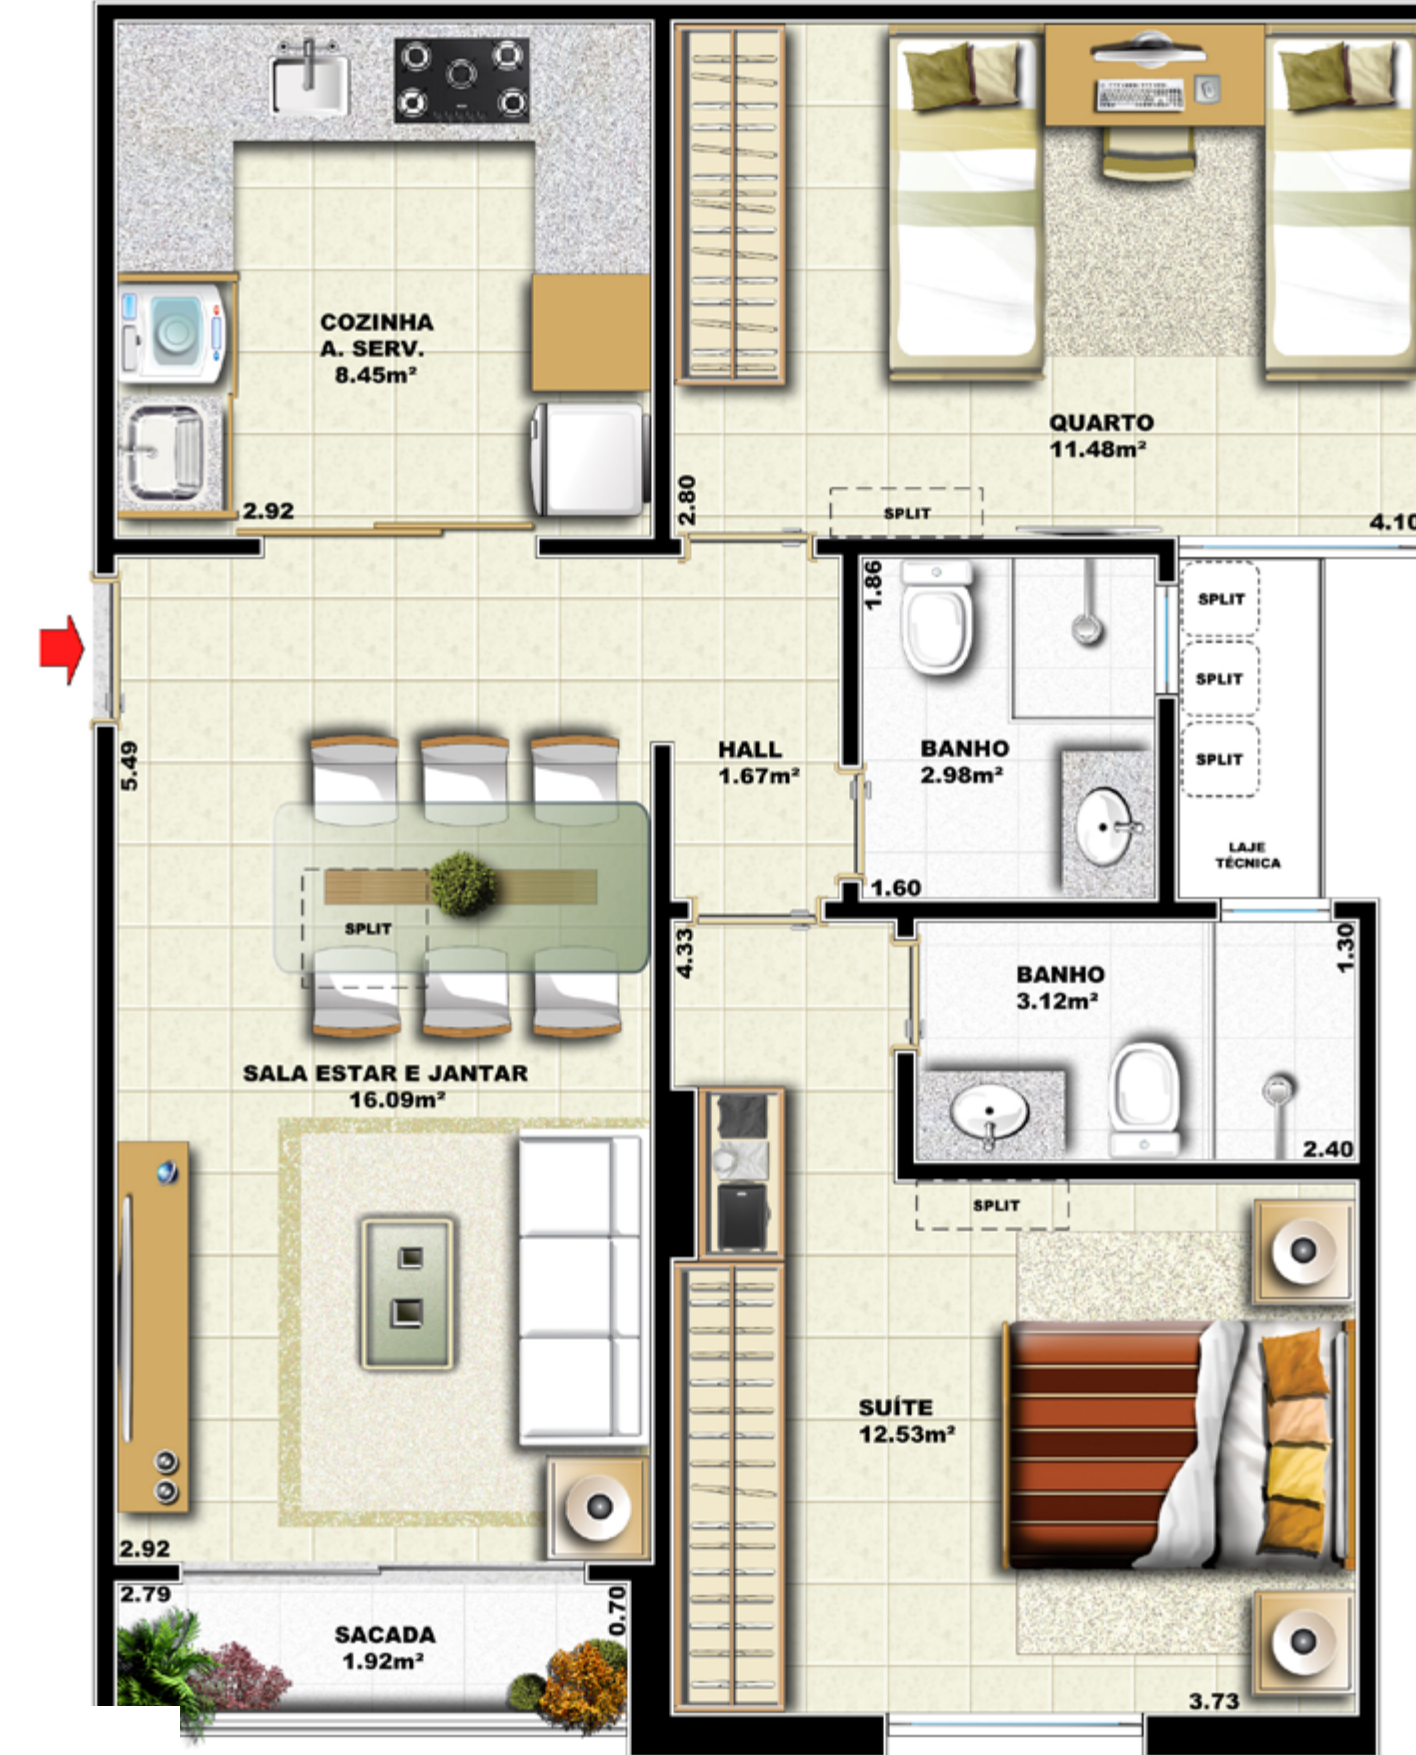 COZINHA
A. SERV.
8.45m²
2.92
QUARTO
11.48m²
2.80
SPLIT
4.10
1.86
SPLIT
SPLIT
SPLIT
LAJE
TÉCNICA
5.49
HALL
1.67m²
BANHO
2.98m²
1.60
SPLIT
4.33
BANHO
3.12m²
1.30
2.40
SALA ESTAR E JANTAR
16.09m²
SPLIT
SUÍTE
12.53m²
2.92
2.79
0.70
SACADA
1.92m²
3.73